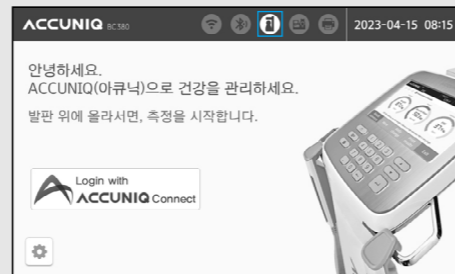 ACCUNIQ BC380
2023-04-15 08:15
안녕하세요.
ACCUNIQ(아큐닉)으로 건강을 관리하세요.
발판 위에 올라서면, 측정을 시작합니다.
Login with
ACCUNIQ Connect